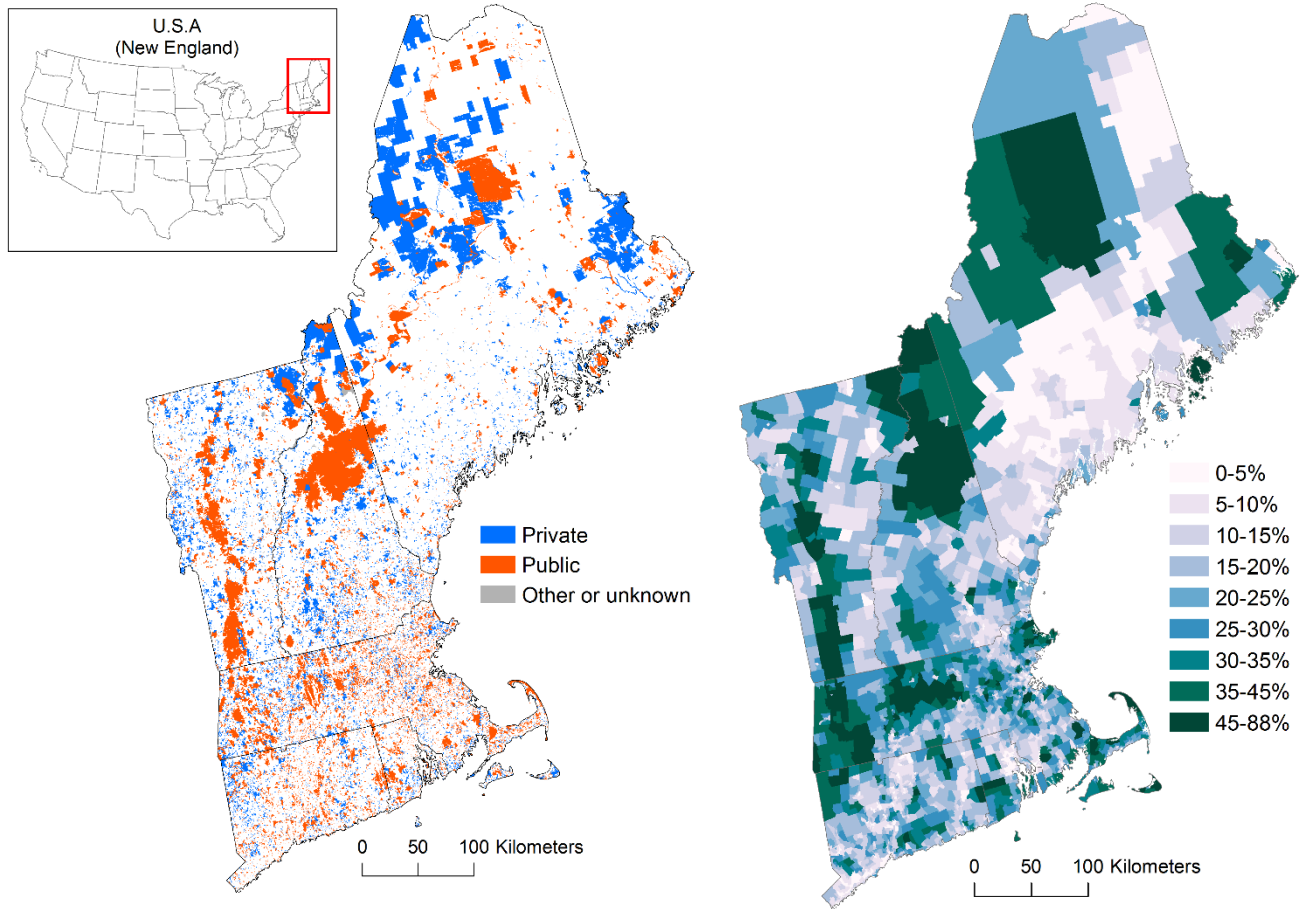 U.S.A
(New England)
Private
Public
Other or unknown
0 50 100 Kilometers
0-5%
5-10%
10-15%
15-20%
20-25%
25-30%
30-35%
35-45%
45-88%
0 50 100 Kilometers